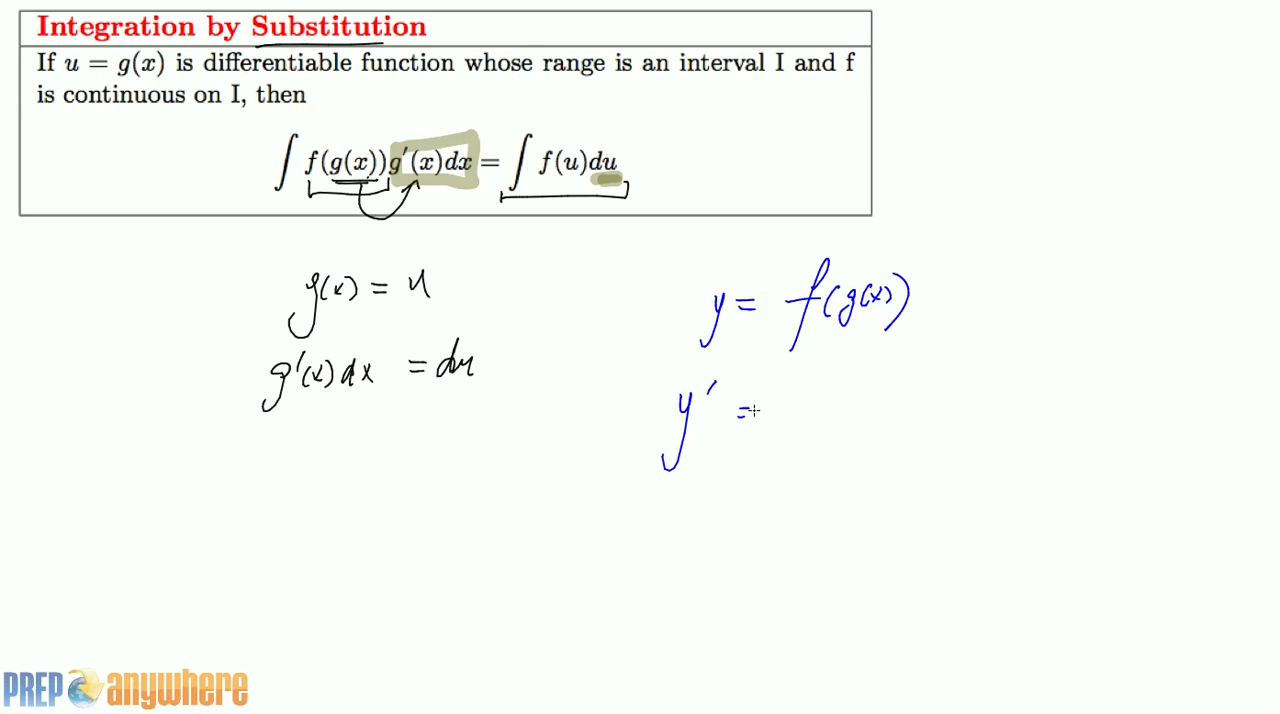 Integration by Substitution
If u = g(x) is differentiable function whose range is an interval I and f
is continuous on I, then
∫ f(g(x))g′(x)dx = ∫ f(u)du
g(x) = u
g′(x) dx = du
y = f(g(x))
y′ =
PREP anywhere